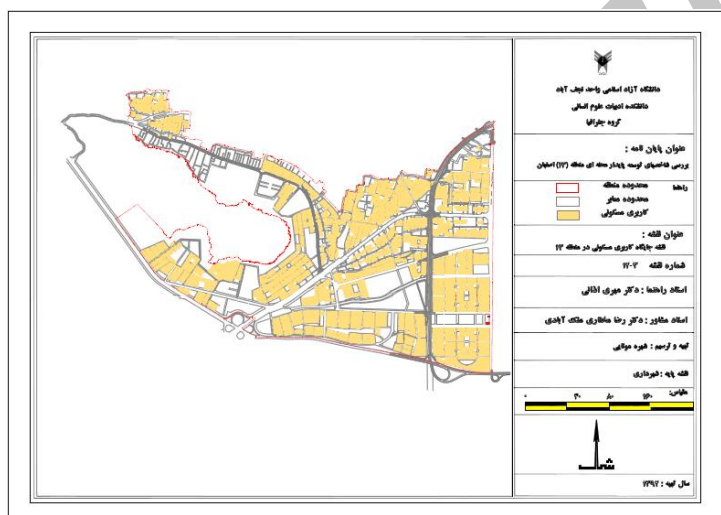 دانشگاه آزاد اسلامی واحد نجف آباد
دانشکده ادبیات علوم انسانی
گروه جغرافیا
عنوان پایان نامه :
بررسی شاخصهای توسعه پایدار محله ای منطقه (۱۳) اصفهان
راهنما
محدوده منطقه
محدوده معابر
کاربری مسکونی
عنوان نقشه :
نقشه جایگاه کاربری مسکونی در منطقه ۱۳
شماره نقشه
استاد راهنما : دکتر مهری اذانی
استاد مشاور : دکتر رضا مختاری ملک آبادی
تهیه و ترسیم :
نقشه پایه : شهرداری
مقیاس:
۰ ۴۰ ۸۰ ۱۶۰
سال تهیه : ۱۳۹۲